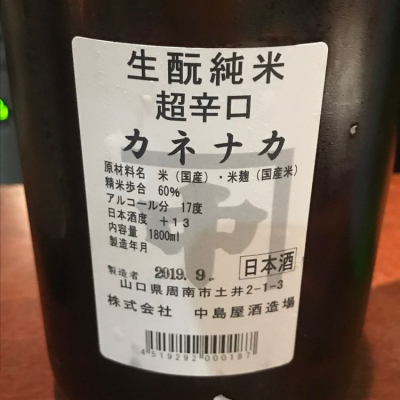 生酛純米
超辛口
カネナカ
原材料名 米(国産)・米麹(国産米)
精米歩合 60%
アルコール分 17度
日本酒度 +13
内容量 1800ml
製造年月
2019.9.
日本酒
製造者
山口県周南市土井2-1-3
株式会社 中島屋酒造場
4519292000187